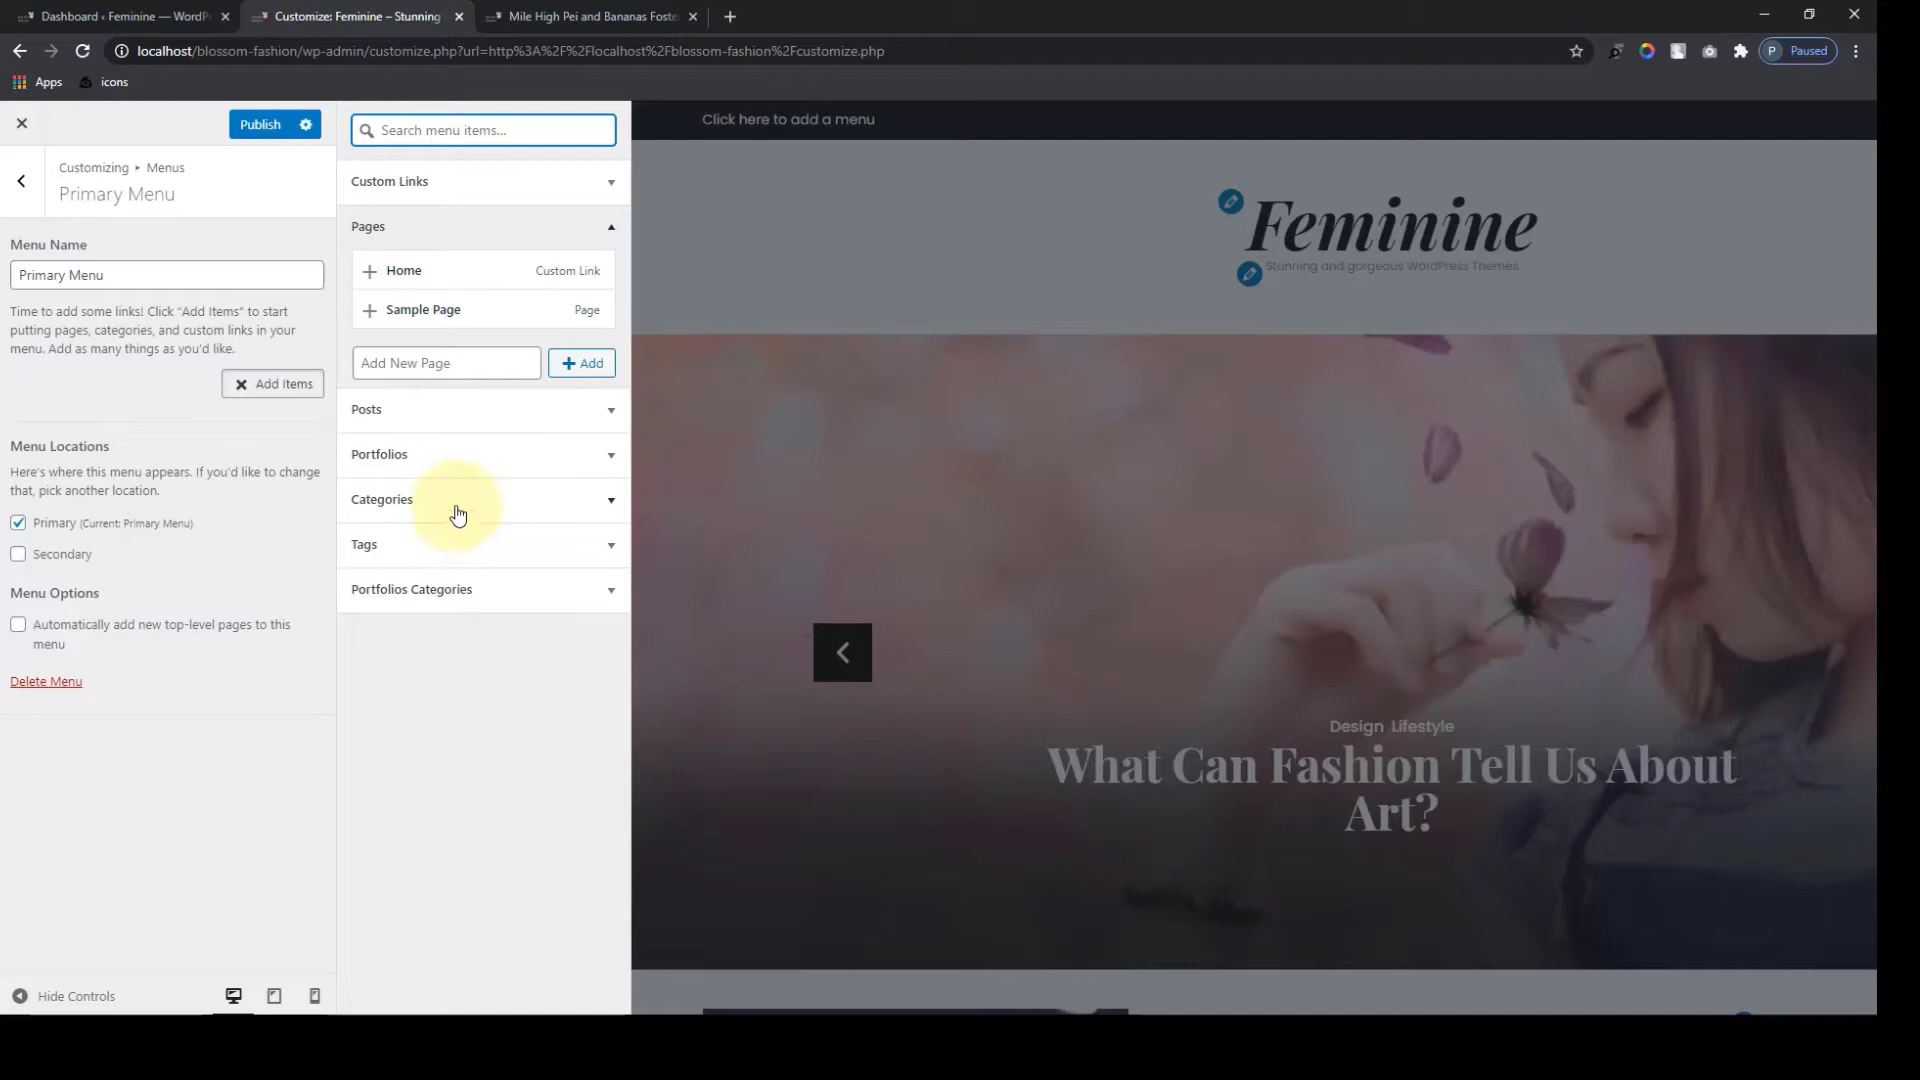 Dashboard ‹ Feminine — WordP
Customize: Feminine – Stunning
Mile High Pei and Bananas Foste
localhost/blossom-fashion/wp-admin/customize.php?url=http%3A%2F%2Flocalhost%2Fblossom-fashion%2Fcustomize.php
P Paused
Apps
icons
Publish
Customizing ▸ Menus
Primary Menu
Menu Name
Primary Menu
Time to add some links! Click “Add Items” to start
putting pages, categories, and custom links in your
menu. Add as many things as you’d like.
Add Items
Menu Locations
Here’s where this menu appears. If you’d like to change
that, pick another location.
Primary (Current: Primary Menu)
Secondary
Menu Options
Automatically add new top-level pages to this
menu
Delete Menu
Hide Controls
Search menu items...
Custom Links
Pages
Home Custom Link
Sample Page Page
Add New Page
Add
Posts
Portfolios
Categories
Tags
Portfolios Categories
Click here to add a menu
Feminine
Stunning and gorgeous WordPress Themes
Design Lifestyle
What Can Fashion Tell Us About
Art?